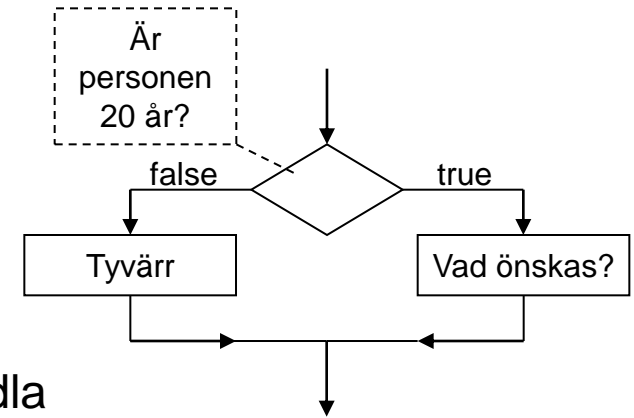 Är
personen
20 år?
false
true
Tyvärr
Vad önskas?